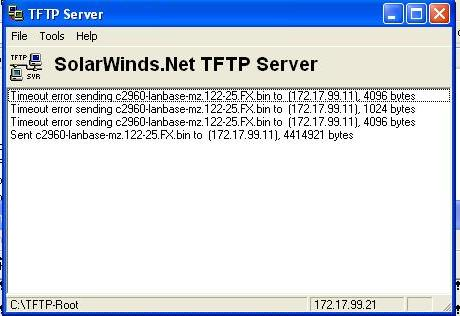 TFTP Server
File Tools Help
TFTP
SVR
SolarWinds.Net TFTP Server
Timeout error sending c2960-lanbase-mz.122-25.FX.bin to (172.17.99.11), 4096 bytes
Timeout error sending c2960-lanbase-mz.122-25.FX.bin to (172.17.99.11), 1024 bytes
Timeout error sending c2960-lanbase-mz.122-25.FX.bin to (172.17.99.11), 4096 bytes
Sent c2960-lanbase-mz.122-25.FX.bin to (172.17.99.11), 4414921 bytes
C:\TFTP-Root 172.17.99.21